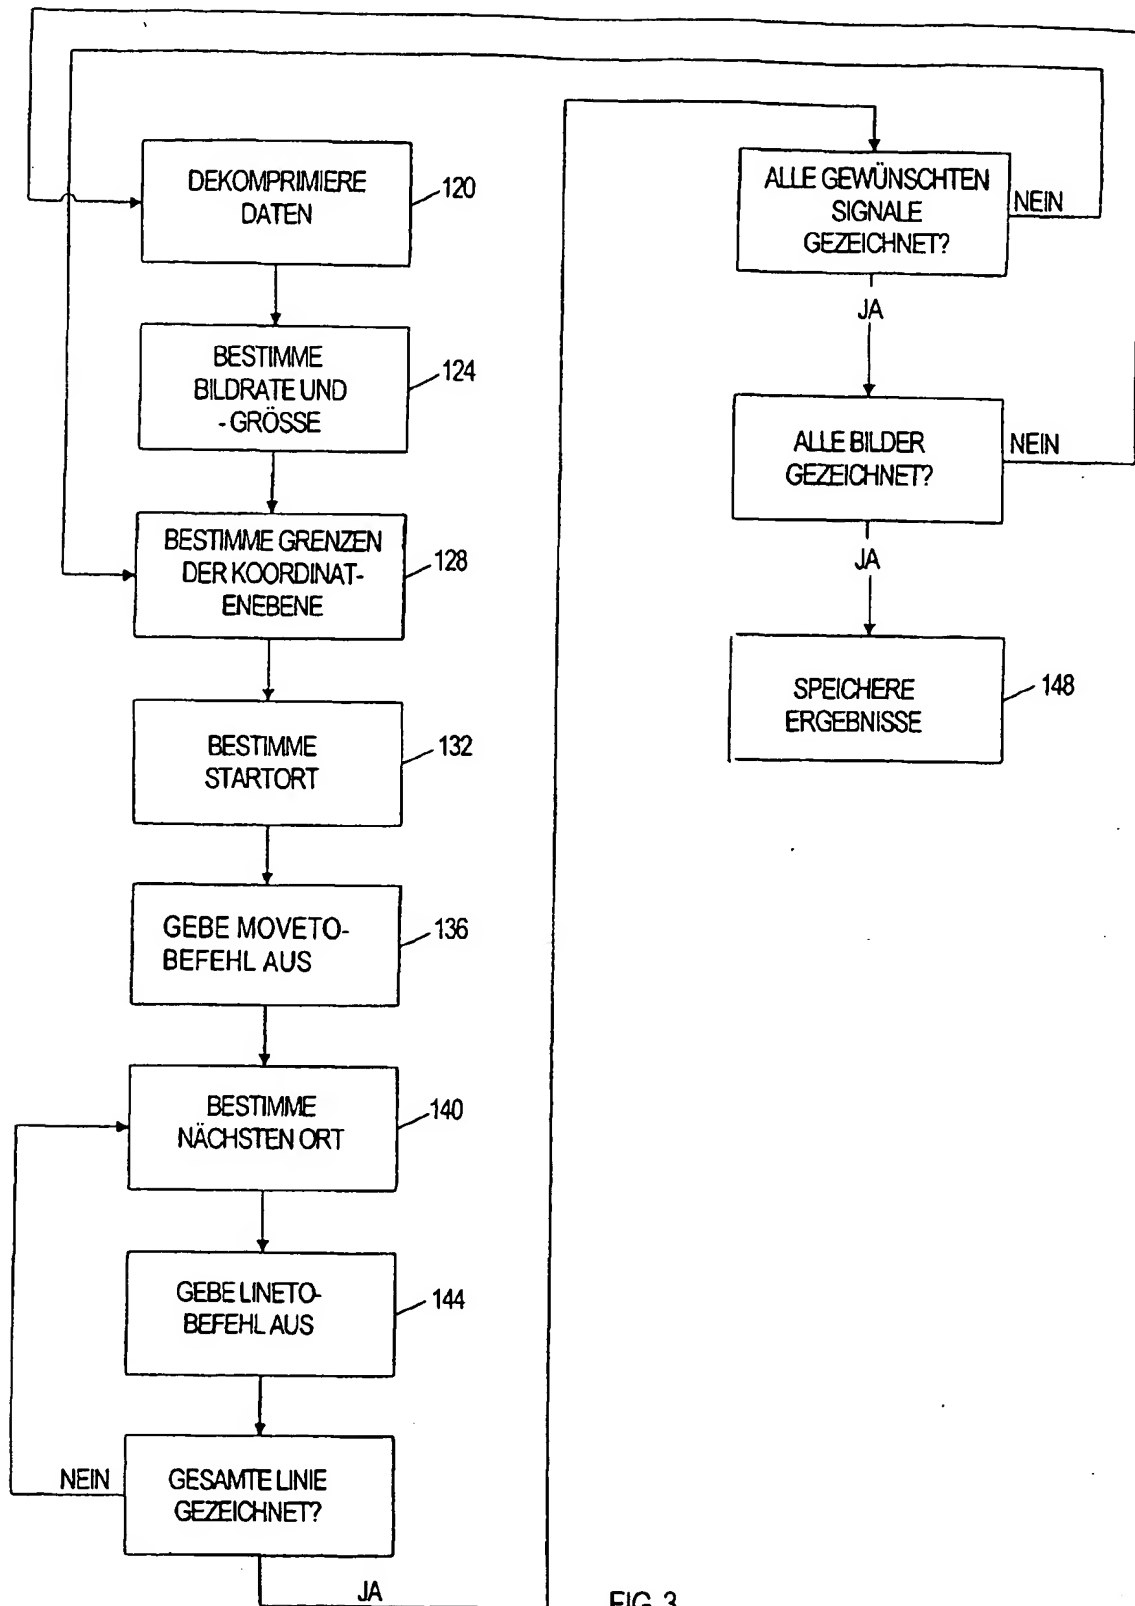 DEKOMPRIMIERE
DATEN
120
BESTIMME
BILDRATE UND
-GRÖSSE
124
BESTIMME GRENZEN
DER KOORDINAT-
ENEBENE
128
BESTIMME
STARTORT
132
GEBE MOVETO-
BEFEHL AUS
136
BESTIMME
NÄCHSTEN ORT
140
GEBE LINETO-
BEFEHL AUS
144
GESAMTE LINIE
GEZEICHNET?
NEIN
JA
ALLE GEWÜNSCHTEN
SIGNALE
GEZEICHNET?
NEIN
JA
ALLE BILDER
GEZEICHNET?
NEIN
JA
SPEICHERE
ERGEBNISSE
148
FIG. 3